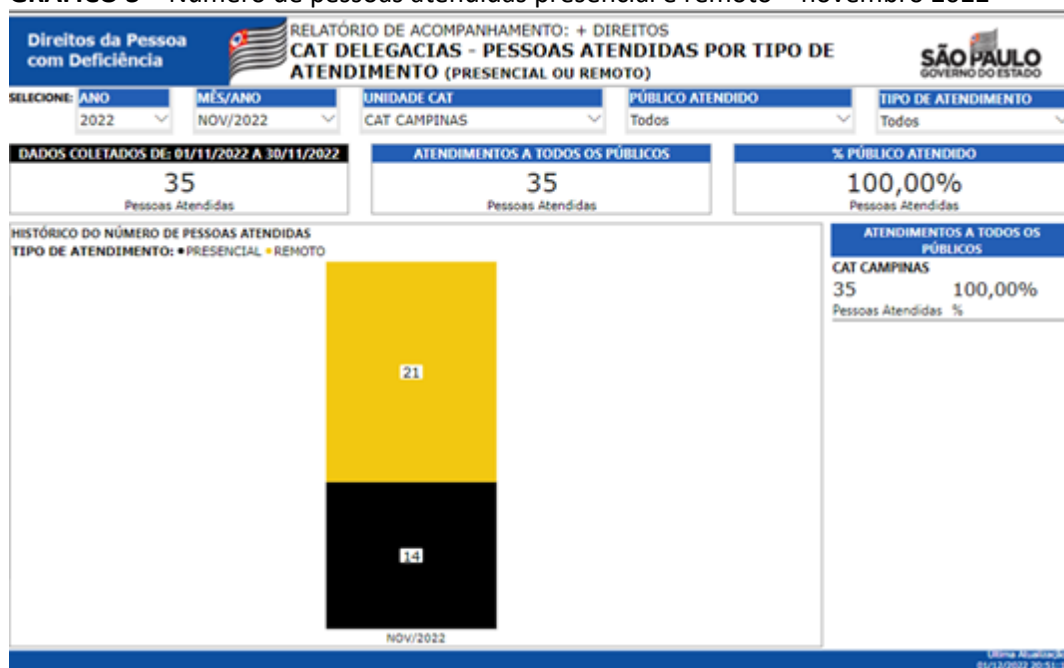 GRÁFICO 3 – Número de pessoas atendidas presencial e remoto – novembro 2022
Direitos da Pessoa
com Deficiência
RELATÓRIO DE ACOMPANHAMENTO: + DIREITOS
CAT DELEGACIAS - PESSOAS ATENDIDAS POR TIPO DE
ATENDIMENTO (PRESENCIAL OU REMOTO)
SÃO PAULO
GOVERNO DO ESTADO
SELECIONE: ANO
2022
MÊS/ANO
NOV/2022
UNIDADE CAT
CAT CAMPINAS
PÚBLICO ATENDIDO
Todos
TIPO DE ATENDIMENTO
Todos
DADOS COLETADOS DE: 01/11/2022 A 30/11/2022
35
Pessoas Atendidas
ATENDIMENTOS A TODOS OS PÚBLICOS
35
Pessoas Atendidas
% PÚBLICO ATENDIDO
100,00%
Pessoas Atendidas
HISTÓRICO DO NÚMERO DE PESSOAS ATENDIDAS
TIPO DE ATENDIMENTO: ●PRESENCIAL ●REMOTO
21
14
NOV/2022
ATENDIMENTOS A TODOS OS
PÚBLICOS
CAT CAMPINAS
35 100,00%
Pessoas Atendidas %
Última Atualização
01/12/2022